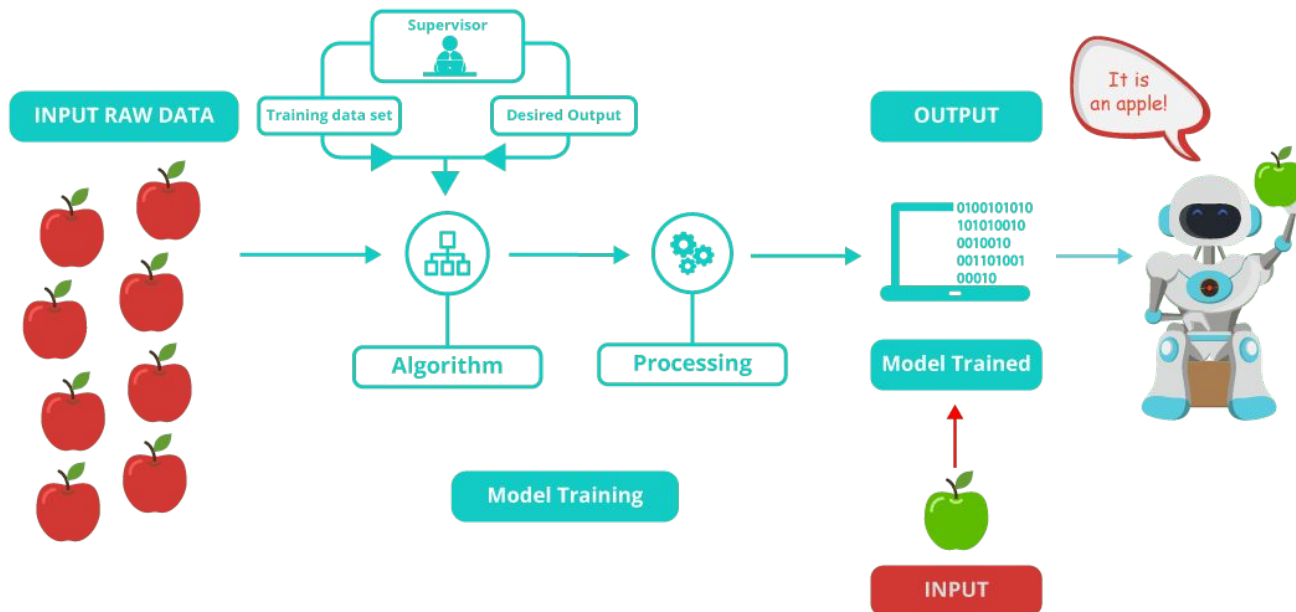 Supervisor
INPUT RAW DATA
Training data set
Desired Output
OUTPUT
It is
an apple!
0100101010
101010010
0010010
001101001
00010
Algorithm
Processing
Model Trained
Model Training
INPUT